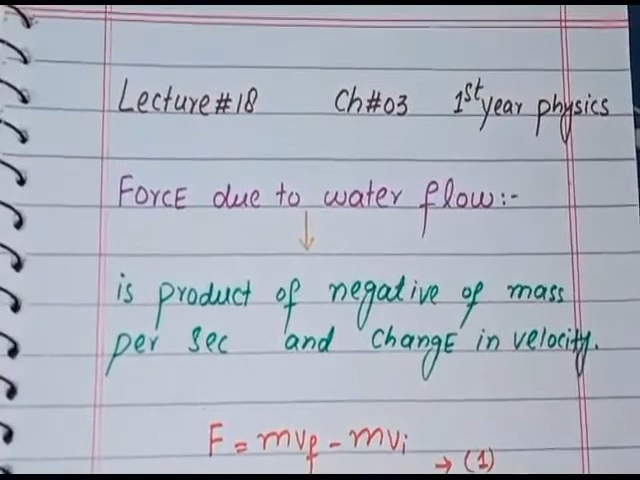 Lecture#18 Ch#03 1st year physics
Force due to water flow:-
↓
is product of negative of mass
per sec and change in velocity.
F = mvf - mvi → (1)